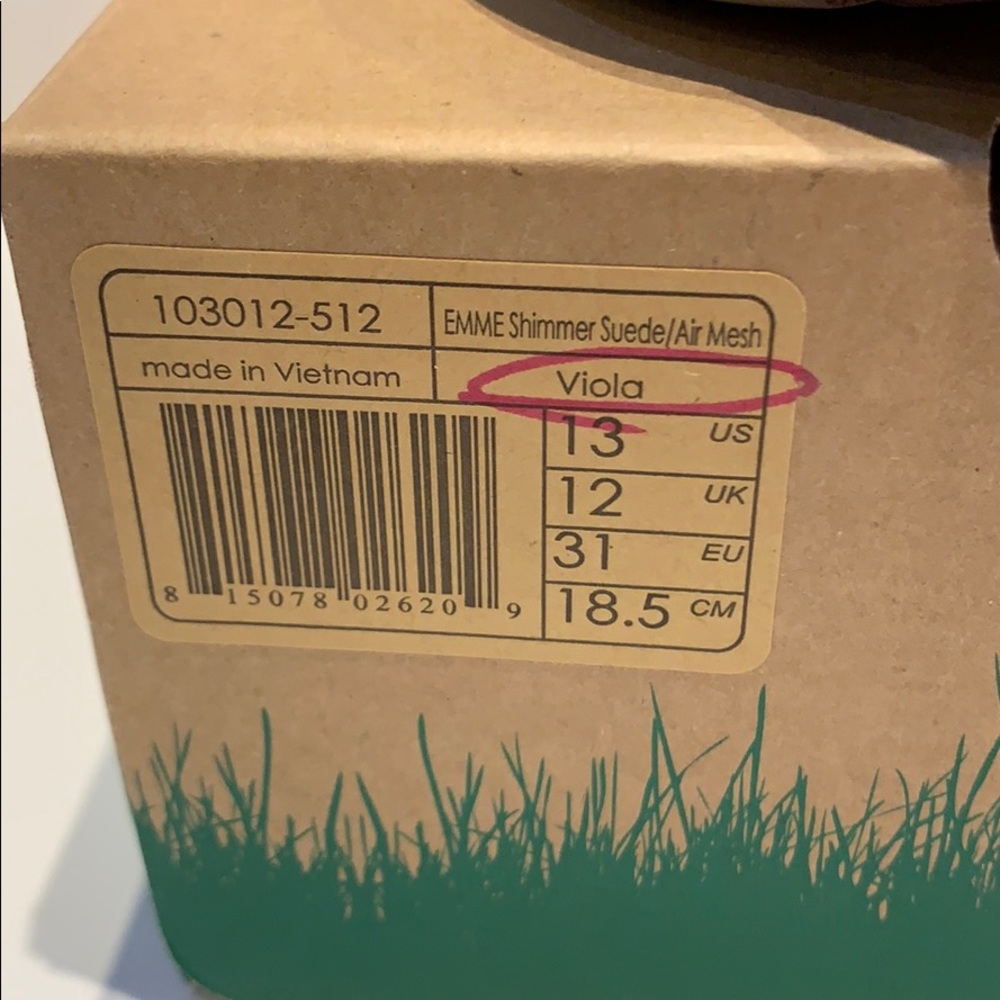 103012-512
EMME Shimmer Suede/Air Mesh
made in Vietnam
Viola
13 US
12 UK
31 EU
18.5 CM
8 15078 02620 9